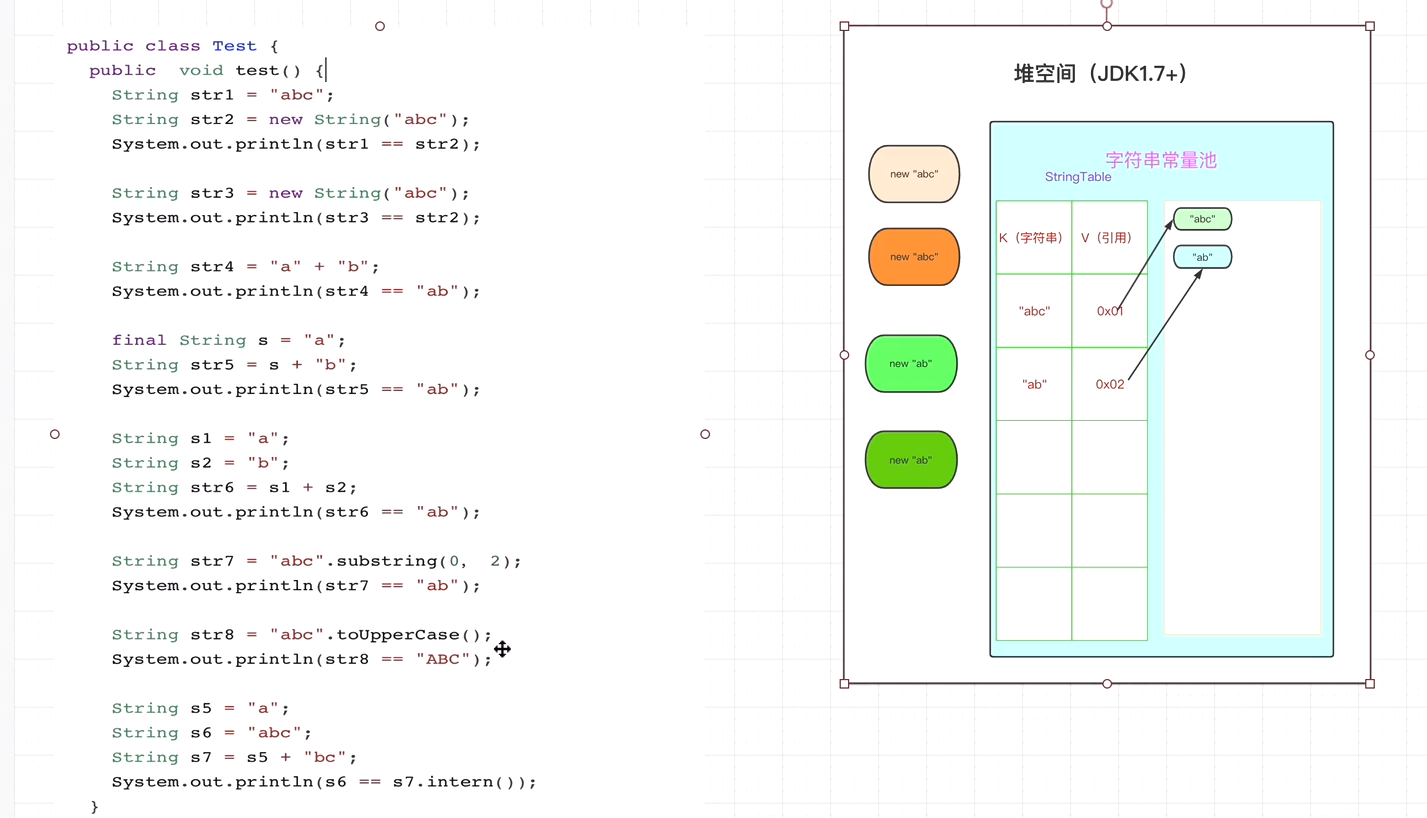 public class Test {
public  void test() {
String str1 = "abc";
String str2 = new String("abc");
System.out.println(str1 == str2);
String str3 = new String("abc");
System.out.println(str3 == str2);
String str4 = "a" + "b";
System.out.println(str4 == "ab");
final String s = "a";
String str5 = s + "b";
System.out.println(str5 == "ab");
String s1 = "a";
String s2 = "b";
String str6 = s1 + s2;
System.out.println(str6 == "ab");
String str7 = "abc".substring(0,  2);
System.out.println(str7 == "ab");
String str8 = "abc".toUpperCase();
System.out.println(str8 == "ABC");
String s5 = "a";
String s6 = "abc";
String s7 = s5 + "bc";
System.out.println(s6 == s7.intern());
}
堆空间（JDK1.7+）
new "abc"
new "abc"
new "ab"
new "ab"
字符串常量池
StringTable
K（字符串） V（引用）
"abc" 0x01
"ab" 0x02
"abc"
"ab"